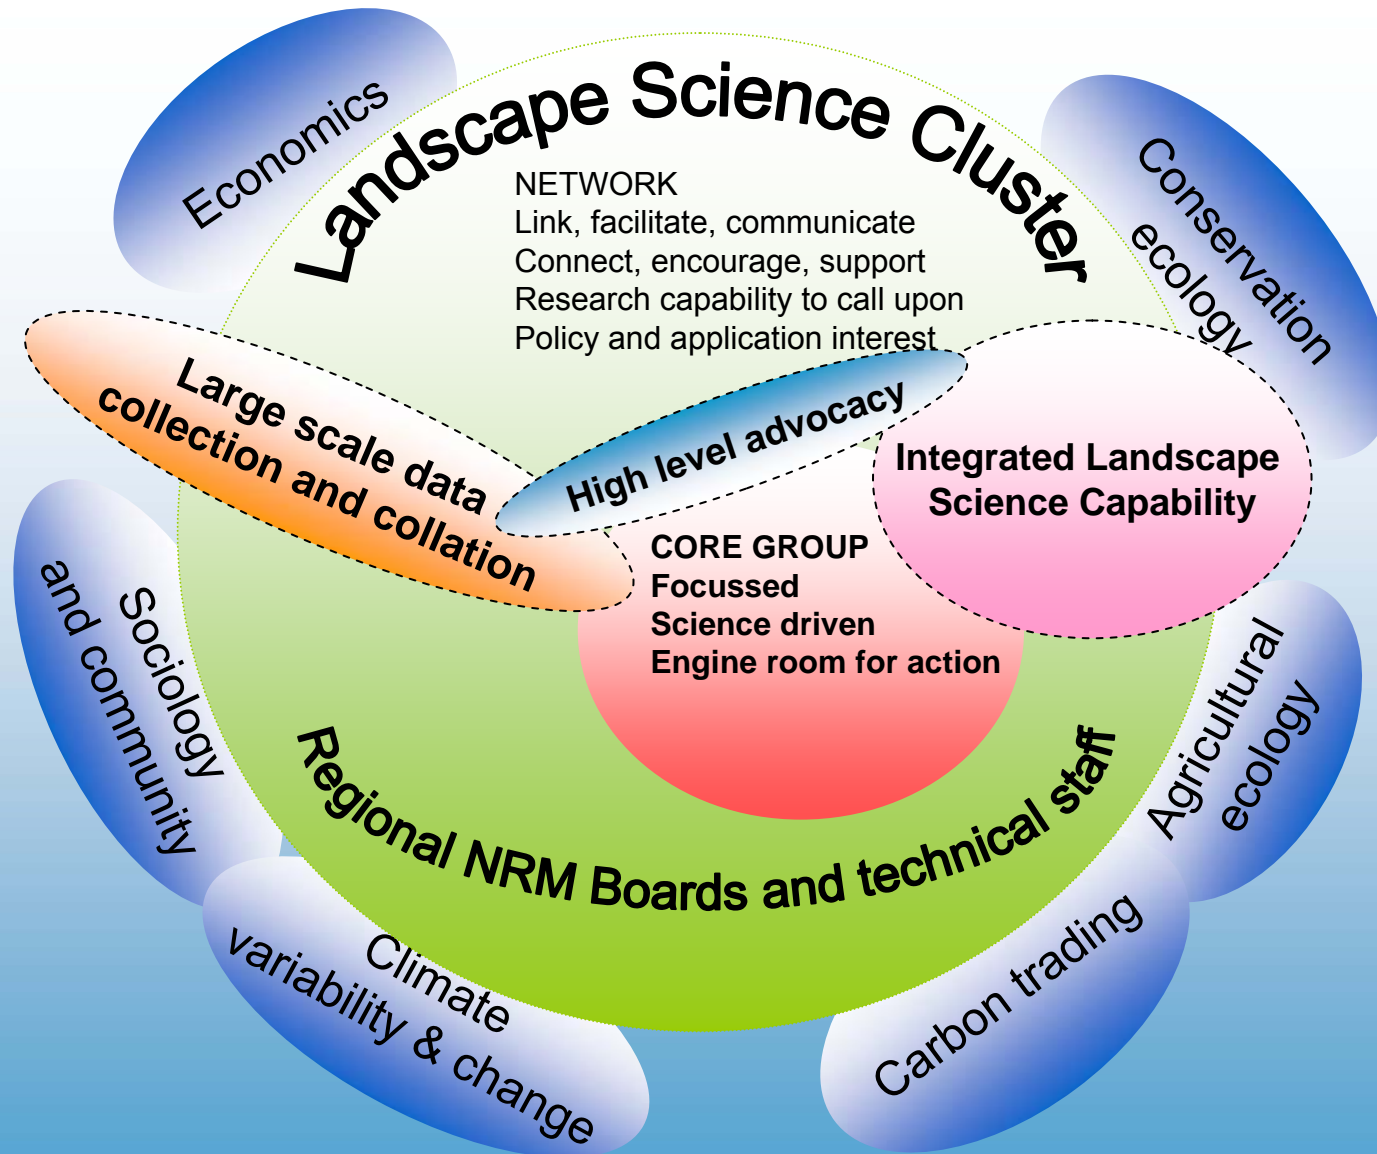 Economics
Landscape Science Cluster
Conservation
ecology
NETWORK
Link, facilitate, communicate
Connect, encourage, support
Research capability to call upon
Policy and application interest
Large scale data
collection and collation
High level advocacy
Integrated Landscape
Science Capability
CORE GROUP
Focussed
Science driven
Engine room for action
Sociology
and community
Agricultural
ecology
Regional NRM Boards and technical staff
Climate
variability & change
Carbon trading